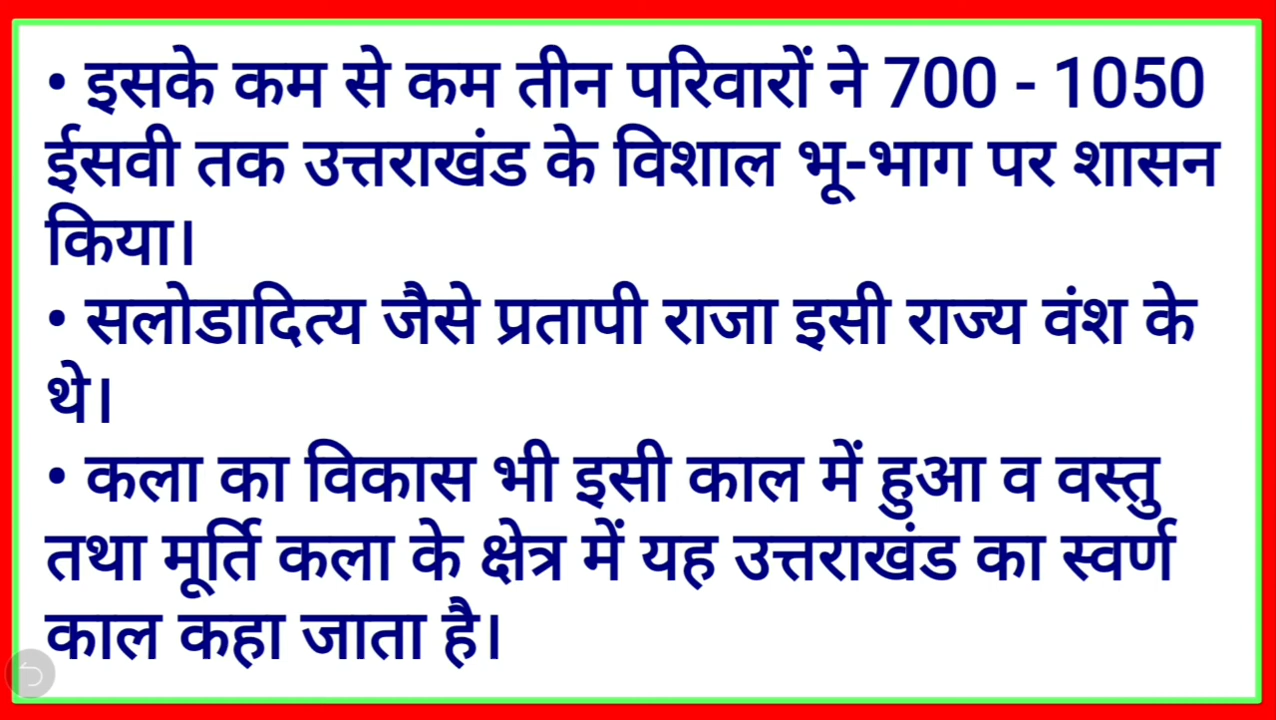 • इसके कम से कम तीन परिवारों ने 700 - 1050
ईसवी तक उत्तराखंड के विशाल भू-भाग पर शासन
किया।
• सलोडादित्य जैसे प्रतापी राजा इसी राज्य वंश के
थे।
• कला का विकास भी इसी काल में हुआ व वस्तु
तथा मूर्ति कला के क्षेत्र में यह उत्तराखंड का स्वर्ण
काल कहा जाता है।